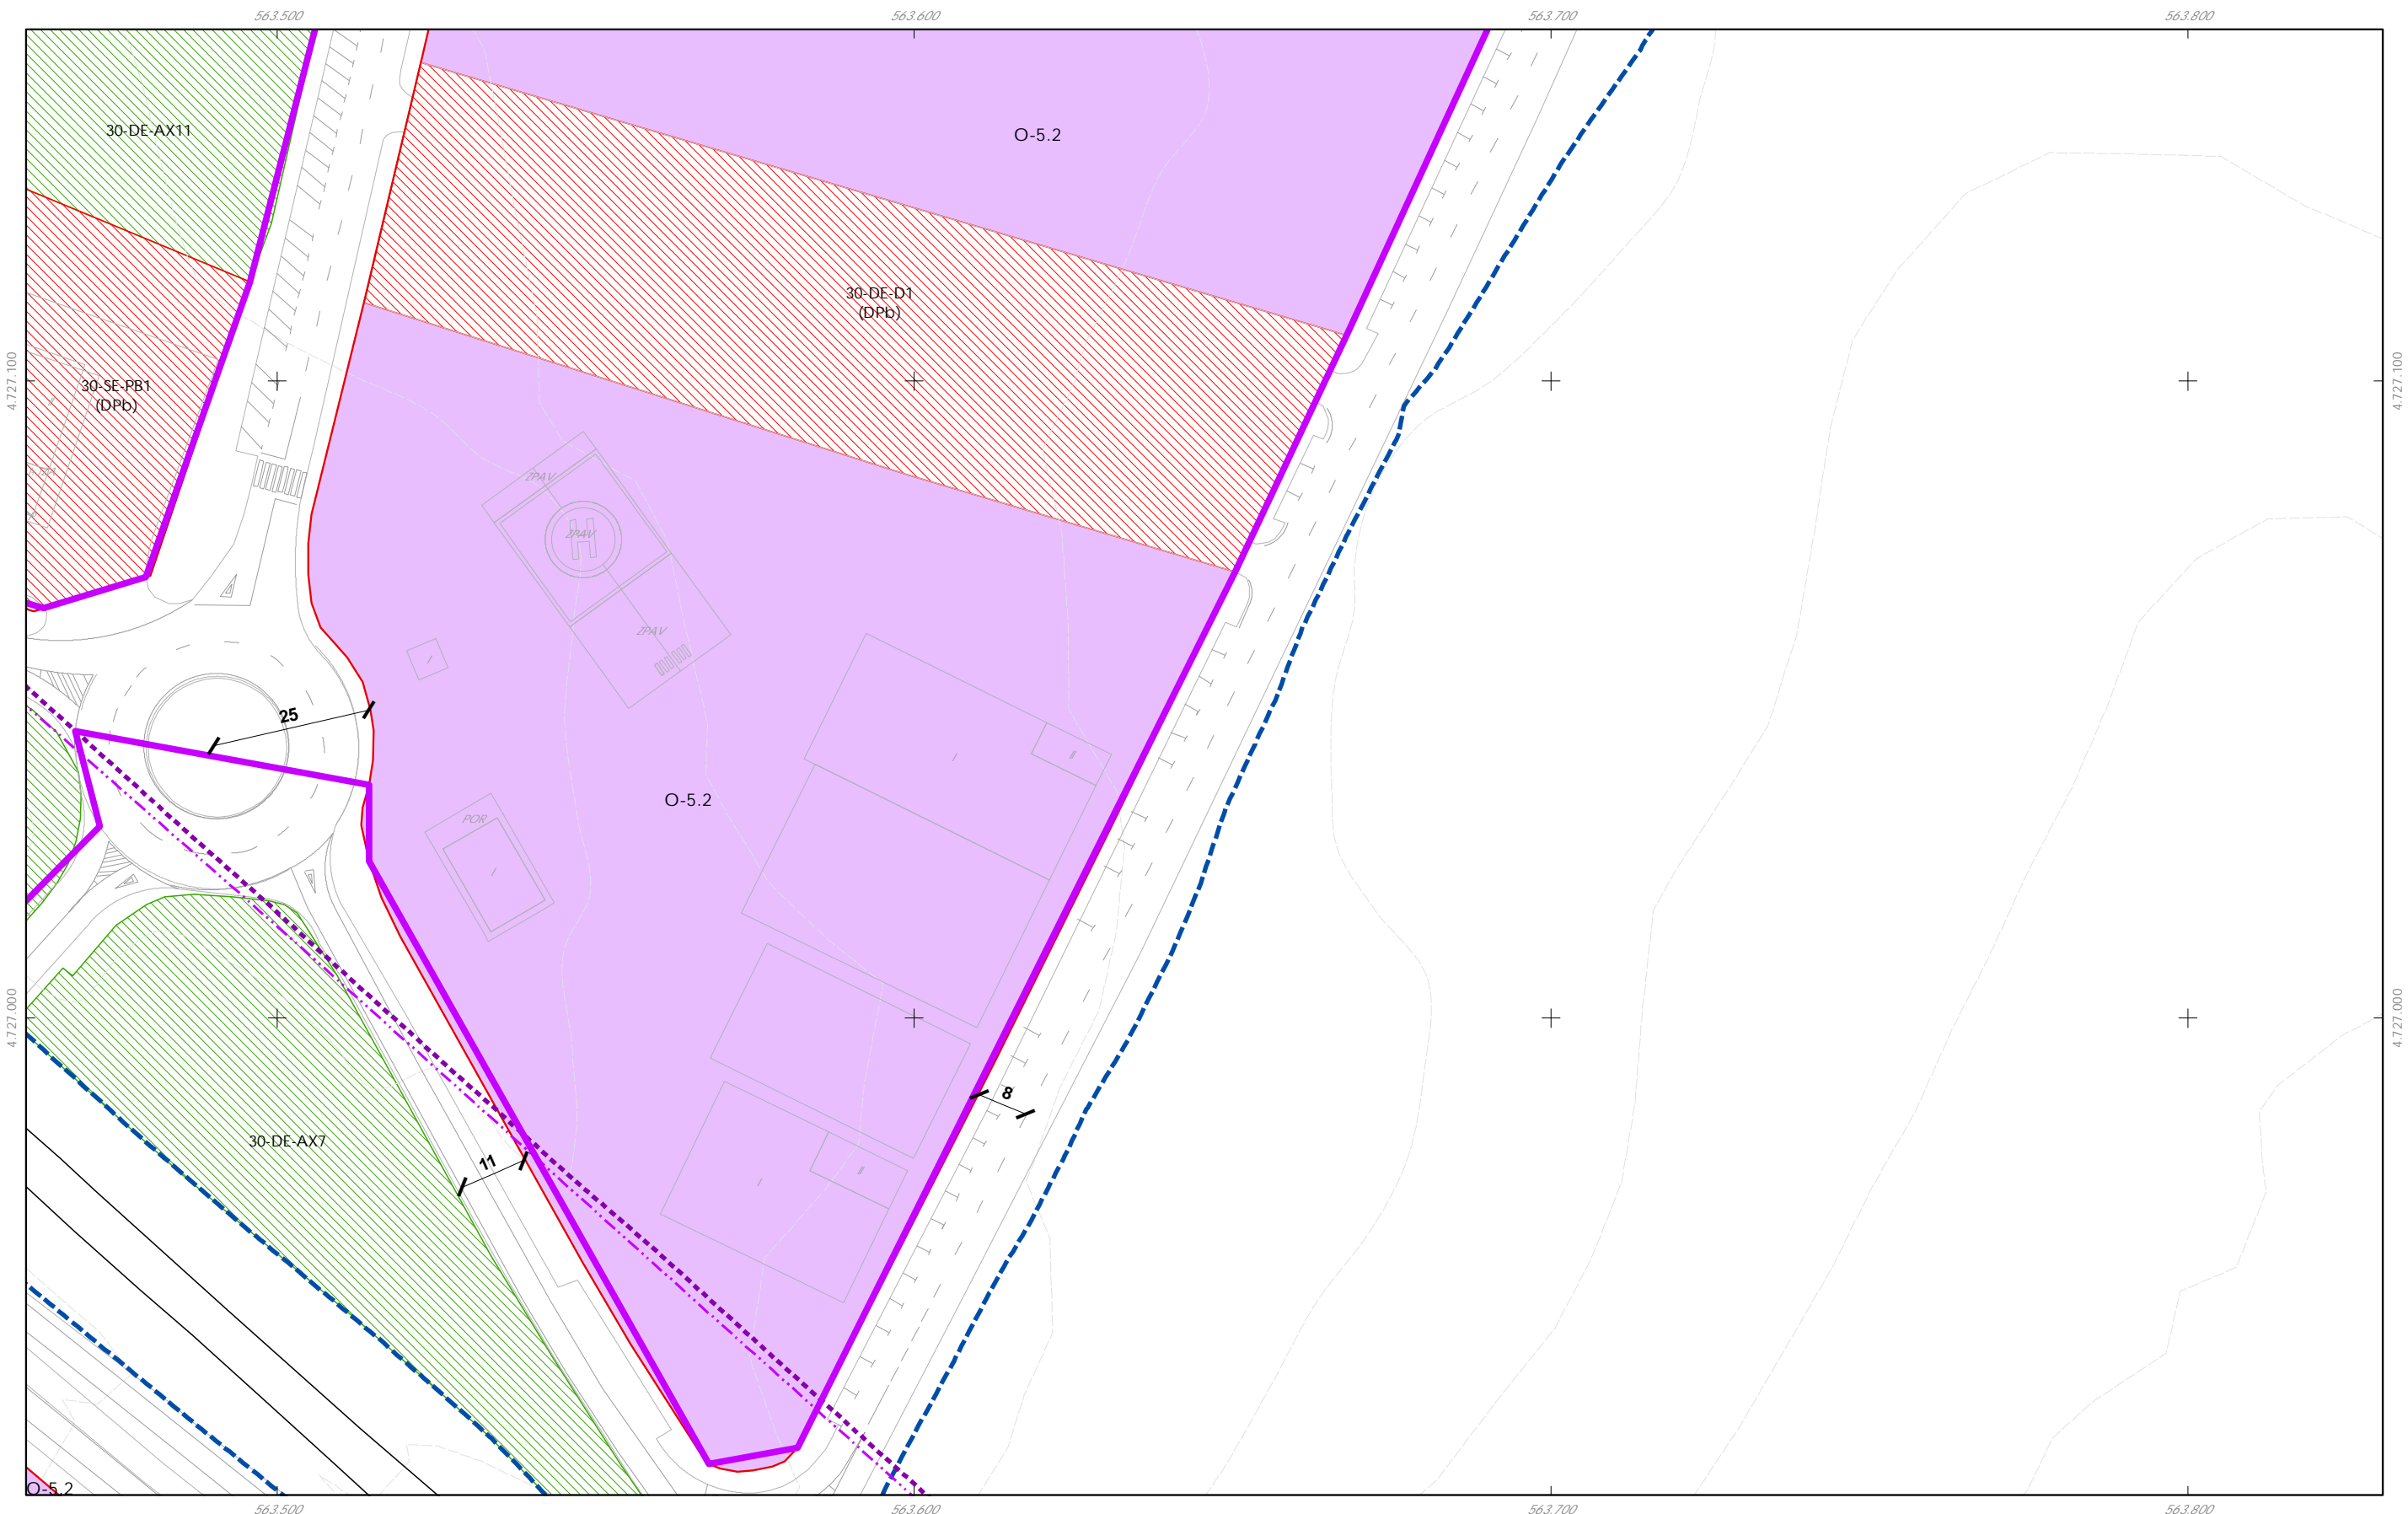 563.500 563.600 563.700 563.800
30-DE-AX11
O-5.2
30-DE-D1
(DPb)
4.727.100
4.727.100
30-SE-PB1
(DPb)
ZPAV
ZPAV
ZPAV
25
O-5.2
POR
4.727.000
4.727.000
8
30-DE-AX7
11
O-5.2
563.500 563.600 563.700 563.800